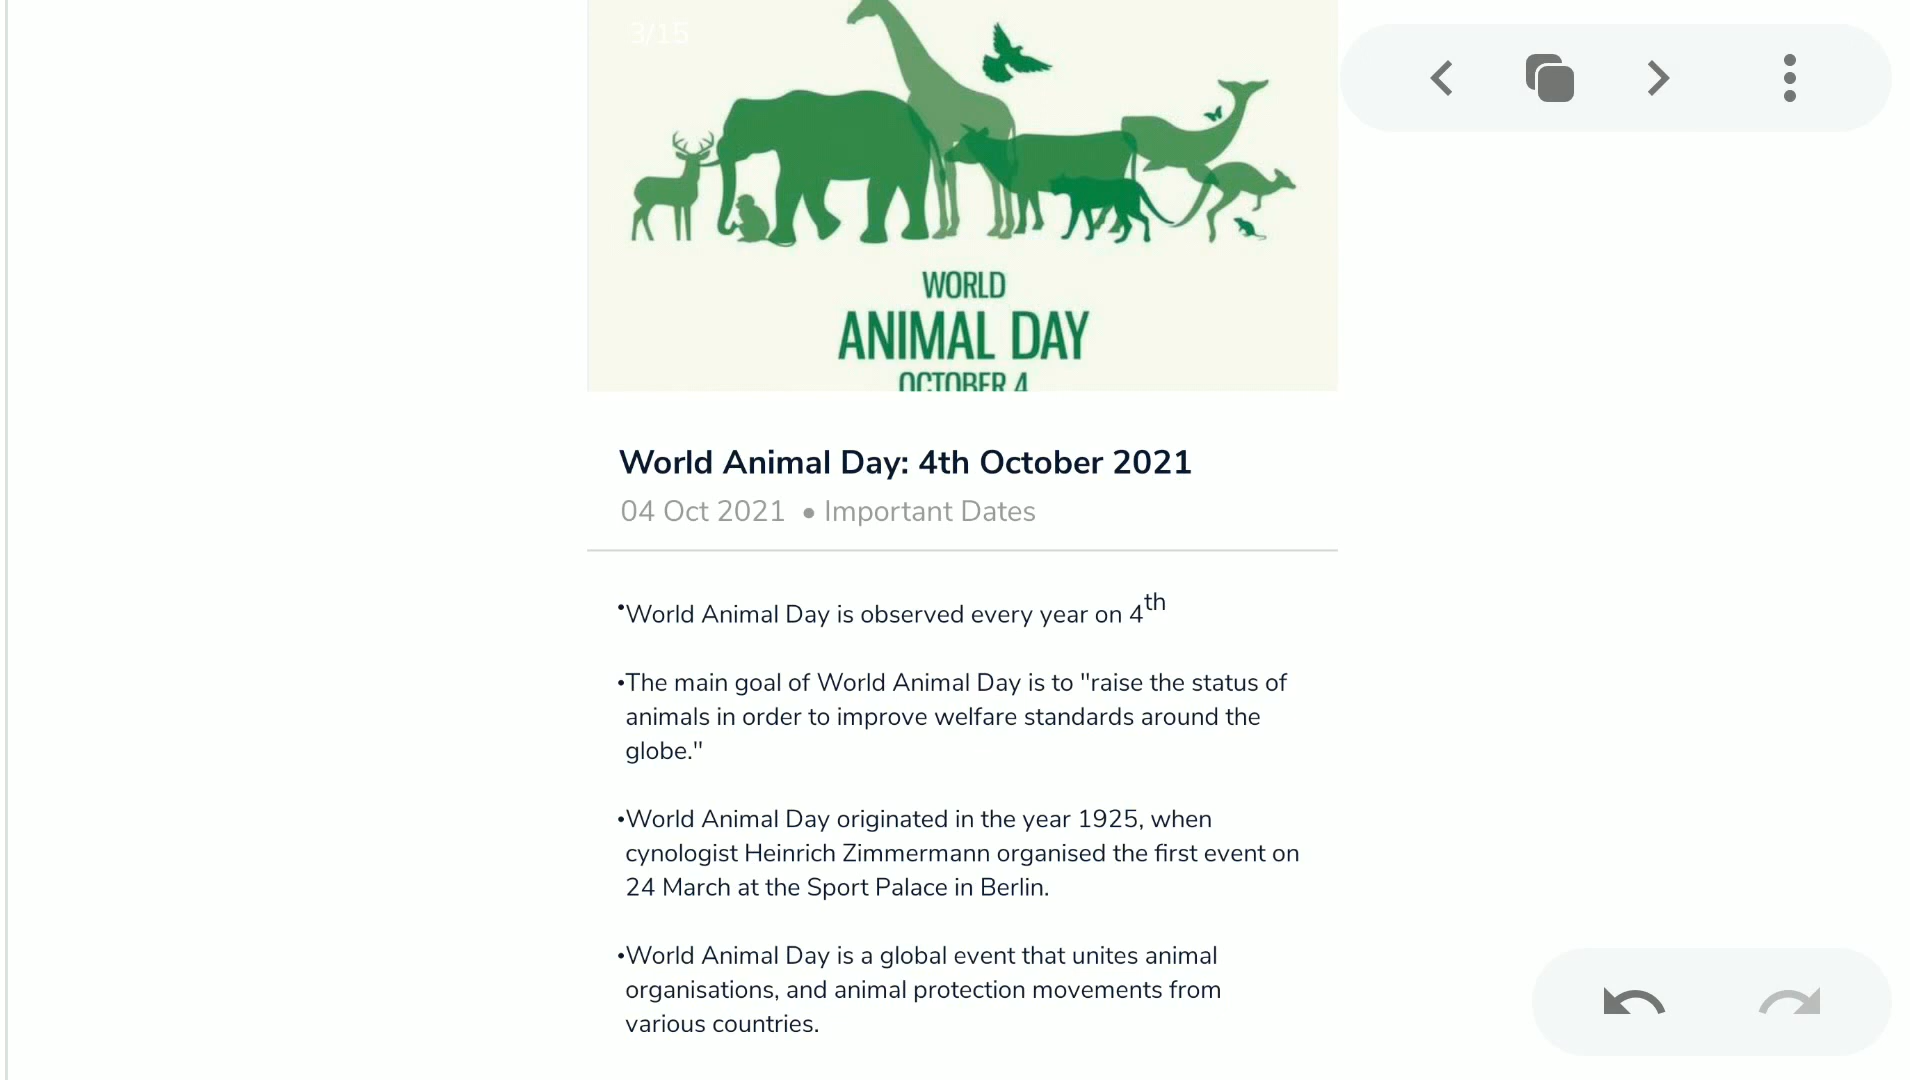 3/15
WORLD
ANIMAL DAY
OCTOBER 4
World Animal Day: 4th October 2021
04 Oct 2021 • Important Dates
•World Animal Day is observed every year on 4th
•The main goal of World Animal Day is to "raise the status of
animals in order to improve welfare standards around the
globe."
•World Animal Day originated in the year 1925, when
cynologist Heinrich Zimmermann organised the first event on
24 March at the Sport Palace in Berlin.
•World Animal Day is a global event that unites animal
organisations, and animal protection movements from
various countries.